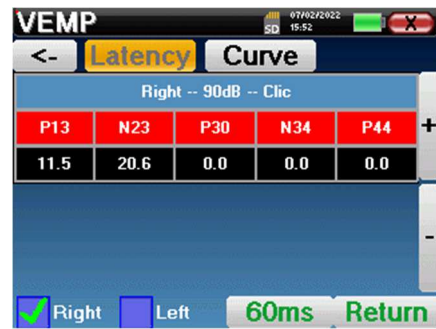 VEMP
SD
07/02/2022
15:52
X
<- Latency Curve
Right -- 90dB -- Clic
P13 N23 P30 N34 P44
11.5 20.6 0.0 0.0 0.0
+
-
Right Left 60ms Return